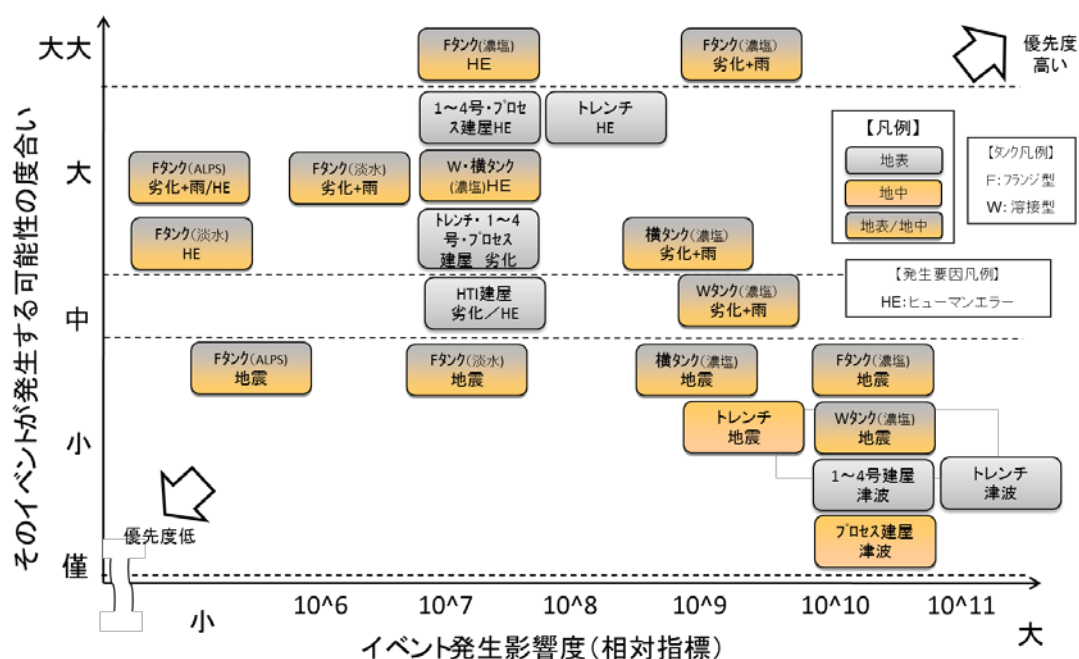 そのイベントが発生する可能性の度合い
大大
大
中
小
僅
Fタンク(濃塩)
HE
Fタンク(濃塩)
劣化+雨
優先度
高い
1～4号・プロセ
ス建屋HE
トレンチ
HE
Fタンク(ALPS)
劣化+雨/HE
Fタンク(淡水)
劣化+雨
W・横タンク
(濃塩)HE
Fタンク(淡水)
HE
トレンチ・1～4
号・プロセス
建屋 劣化
横タンク(濃塩)
劣化+雨
HTI建屋
劣化／HE
Wタンク(濃塩)
劣化+雨
【凡例】
地表
地中
地表/地中
【タンク凡例】
F:フランジ型
W:溶接型
【発生要因凡例】
HE:ヒューマンエラー
Fタンク(ALPS)
地震
Fタンク(淡水)
地震
横タンク(濃塩)
地震
Fタンク(濃塩)
地震
トレンチ
地震
Wタンク(濃塩)
地震
1～4号建屋
津波
トレンチ
津波
プロセス建屋
津波
優先度低
小
10^6
10^7
10^8
10^9
10^10
10^11
大
イベント発生影響度(相対指標)